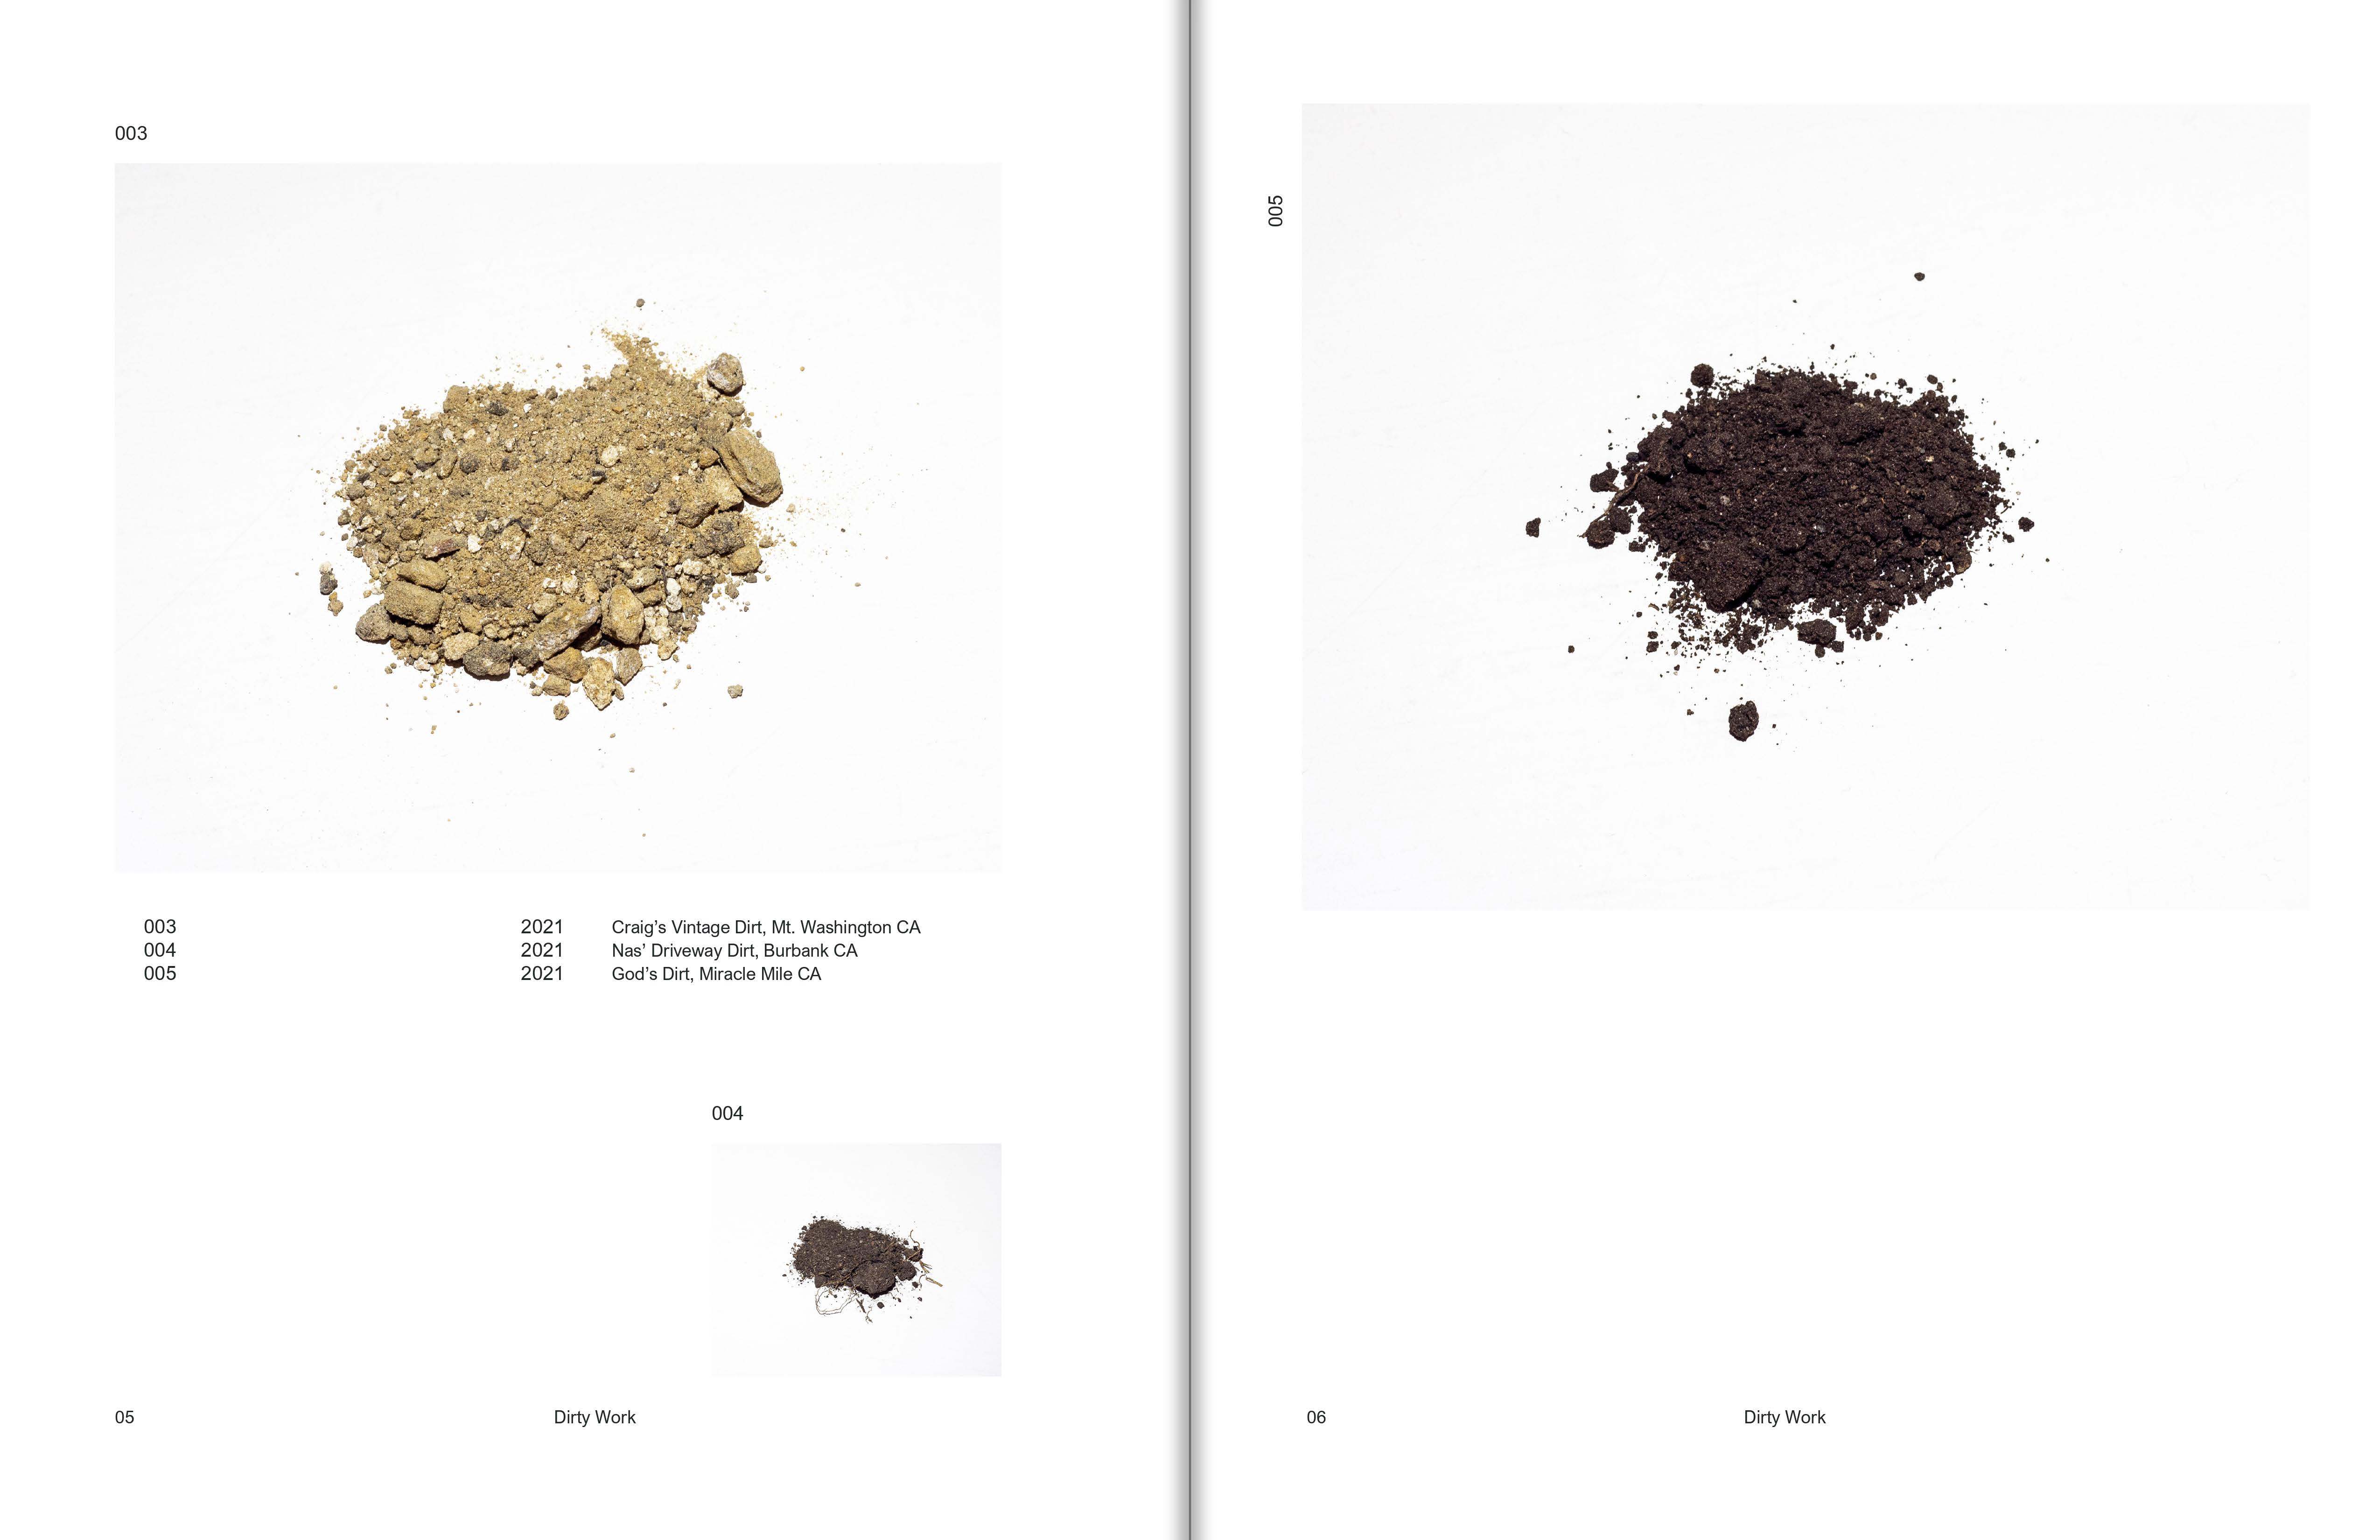 003
003 2021 Craig’s Vintage Dirt, Mt. Washington CA
004 2021 Nas’ Driveway Dirt, Burbank CA
005 2021 God’s Dirt, Miracle Mile CA
004
05 Dirty Work
005
06 Dirty Work